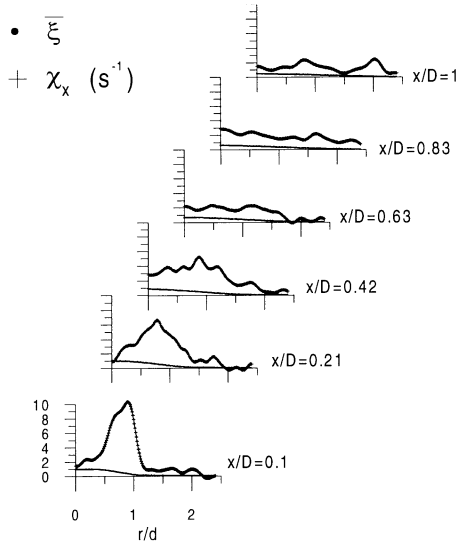 • ξ̅
+ χₓ (s⁻¹)
x/D=1
x/D=0.83
x/D=0.63
x/D=0.42
x/D=0.21
x/D=0.1
10
8
6
4
2
0
0 1 2
r/d